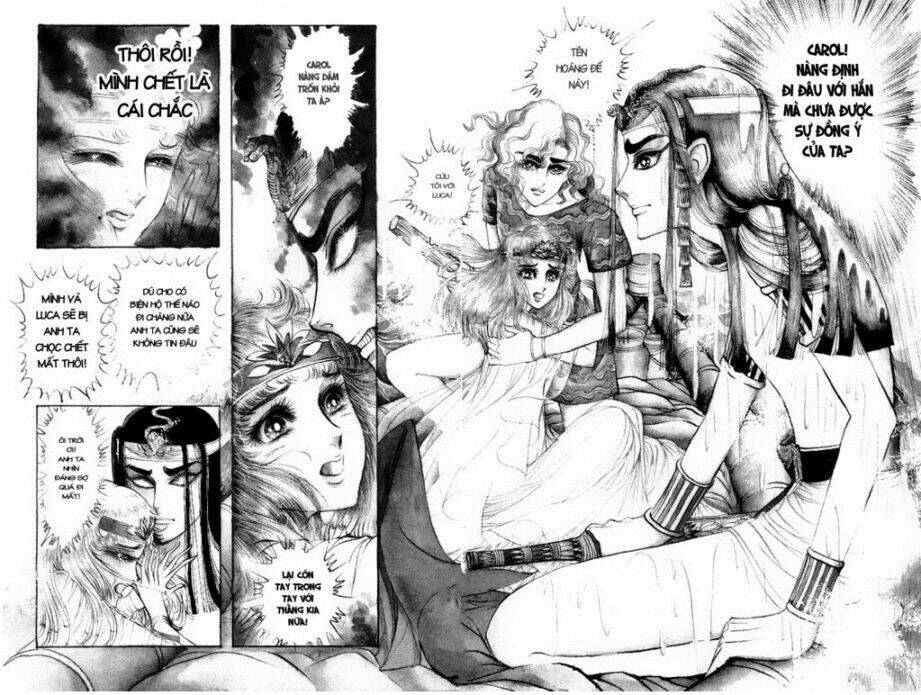 CAROL!
NÀNG ĐỊNH
ĐI ĐÂU VỚI HẮN
MÀ CHƯA ĐƯỢC
SỰ ĐỒNG Ý
CỦA TA?
TÊN
HOÀNG ĐẾ
NÀY!
CỨU
TÔI VỚI
LUCA!
CAROL
NÀNG DÁM
TRỐN KHỎI
TA À?
LẠI CÒN
TAY TRONG
TAY VỚI
THẰNG KIA
NỮA!
THÔI RỒI!
MÌNH CHẾT LÀ
CÁI CHẮC
DÙ CHO CÓ
BIỆN HỘ THẾ NÀO
ĐI CHĂNG NỮA
ANH TA CŨNG SẼ
KHÔNG TIN ĐÂU
MÌNH VÀ
LUCA SẼ BỊ
ANH TA
CHỌC CHẾT
MẤT THÔI!
ÔI TRỜI
ƠI!
ANH TA
NHÌN
ĐÁNG SỢ
QUÁ ĐI
MẤT!